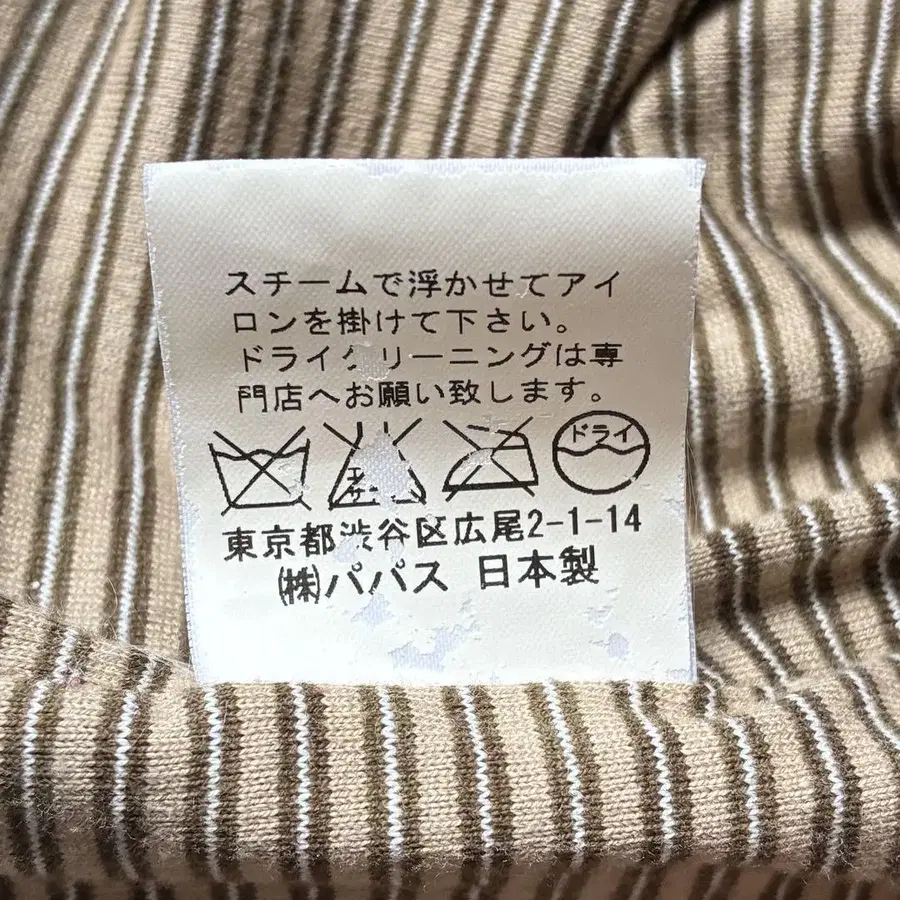 スチームで浮かせてアイ
ロンを掛けて下さい。
ドライクリーニングは専
門店へお願い致します。
ドライ
東京都渋谷区広尾2-1-14
㈱パパス 日本製